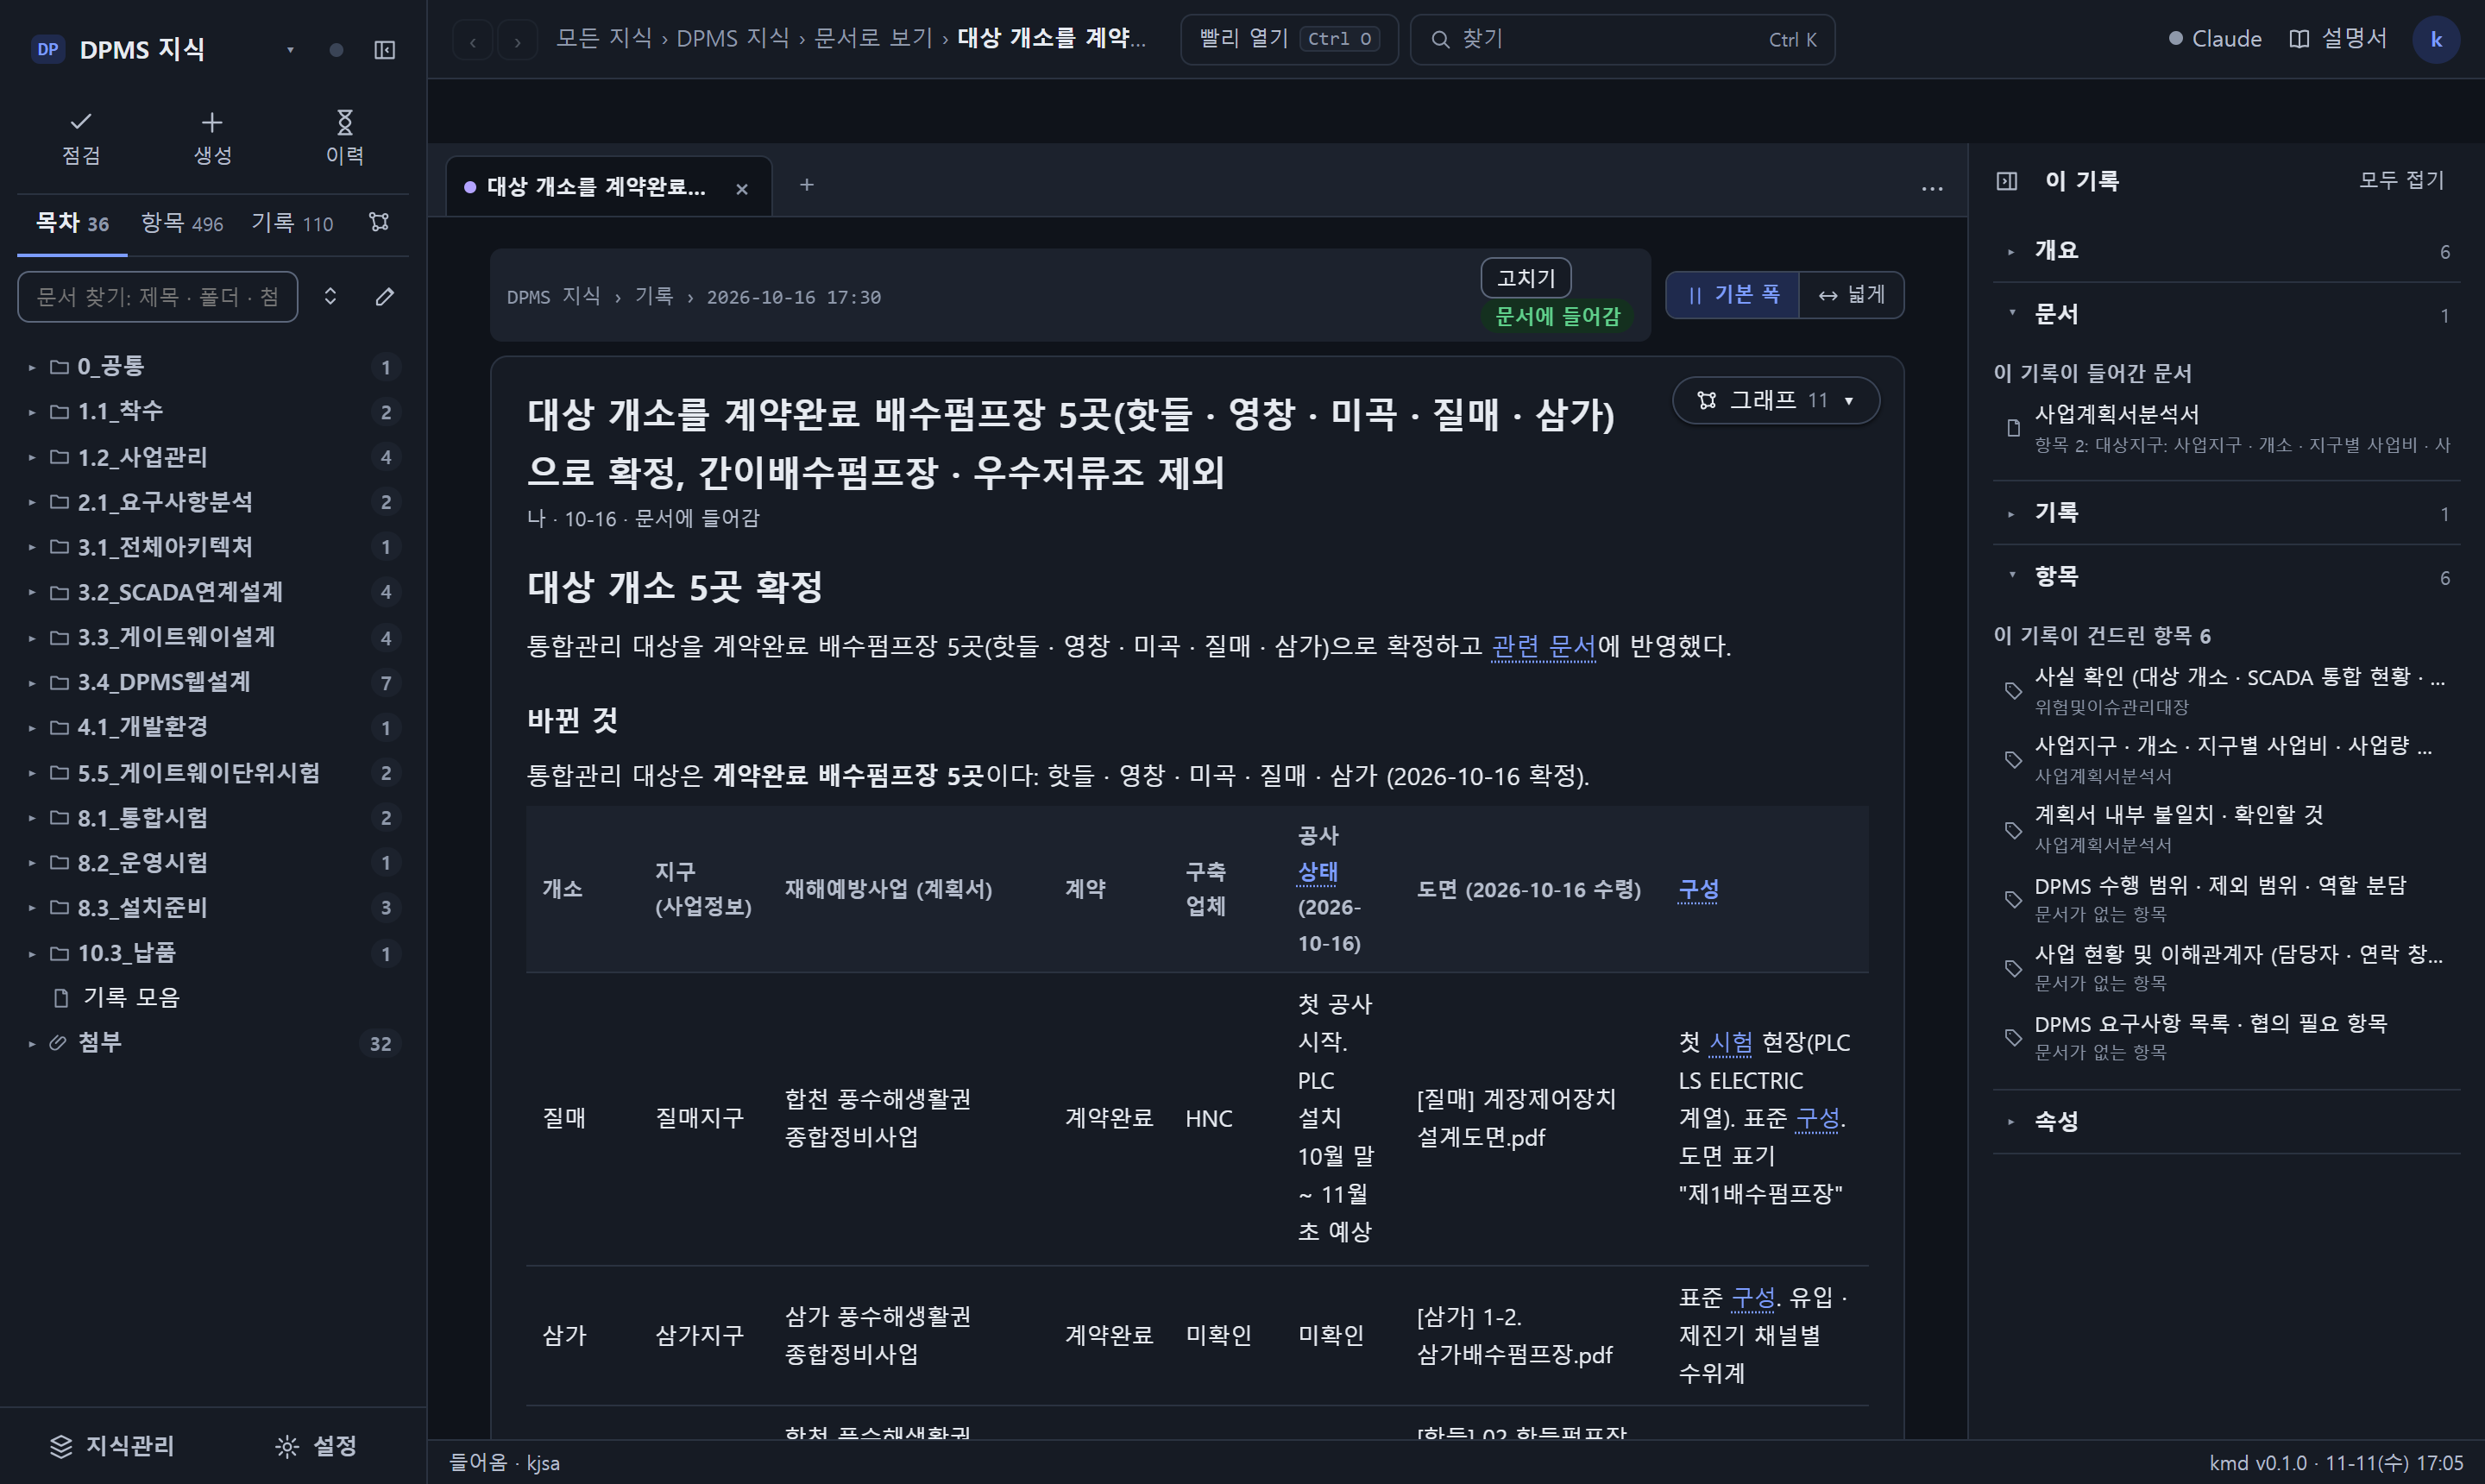 DP DPMS 지식
점검 생성 이력
목차 36 항목 496 기록 110
문서 찾기: 제목 · 폴더 · 첨
0_공통 1
1.1_착수 2
1.2_사업관리 4
2.1_요구사항분석 2
3.1_전체아키텍처 1
3.2_SCADA연계설계 4
3.3_게이트웨이설계 4
3.4_DPMS웹설계 7
4.1_개발환경 1
5.5_게이트웨이단위시험 2
8.1_통합시험 2
8.2_운영시험 1
8.3_설치준비 3
10.3_납품 1
기록 모음
첨부 32
지식관리 설정
모든 지식 › DPMS 지식 › 문서로 보기 › 대상 개소를 계약...
빨리 열기 Ctrl O
찾기 Ctrl K
Claude 설명서 k
대상 개소를 계약완료... × +
DPMS 지식 › 기록 › 2026-10-16 17:30
고치기
문서에 들어감
기본 폭 넓게
그래프 11
대상 개소를 계약완료 배수펌프장 5곳(핫들 · 영창 · 미곡 · 질매 · 삼가)
으로 확정, 간이배수펌프장 · 우수저류조 제외
나 · 10-16 · 문서에 들어감
대상 개소 5곳 확정
통합관리 대상을 계약완료 배수펌프장 5곳(핫들 · 영창 · 미곡 · 질매 · 삼가)으로 확정하고 관련 문서에 반영했다.
바뀐 것
통합관리 대상은 계약완료 배수펌프장 5곳이다: 핫들 · 영창 · 미곡 · 질매 · 삼가 (2026-10-16 확정).
개소
지구
(사업정보)
재해예방사업 (계획서)
계약
구축
업체
공사
상태
(2026-
10-16)
도면 (2026-10-16 수령)
구성
질매
질매지구
합천 풍수해생활권
종합정비사업
계약완료
HNC
첫 공사
시작.
PLC
설치
10월 말
~ 11월
초 예상
[질매] 계장제어장치
설계도면.pdf
첫 시험 현장(PLC
LS ELECTRIC
계열). 표준 구성.
도면 표기
"제1배수펌프장"
삼가
삼가지구
삼가 풍수해생활권
종합정비사업
계약완료
미확인
미확인
[삼가] 1-2.
삼가배수펌프장.pdf
표준 구성. 유입 ·
제진기 채널별
수위계
합천 풍수해생활권
[핫들] 02.핫들펌프장
이 기록 모두 접기
개요 6
문서 1
이 기록이 들어간 문서
사업계획서분석서
항목 2: 대상지구: 사업지구 · 개소 · 지구별 사업비 · 사
기록 1
항목 6
이 기록이 건드린 항목 6
사실 확인 (대상 개소 · SCADA 통합 현황 · ...
위험및이슈관리대장
사업지구 · 개소 · 지구별 사업비 · 사업량 ...
사업계획서분석서
계획서 내부 불일치 · 확인할 것
사업계획서분석서
DPMS 수행 범위 · 제외 범위 · 역할 분담
문서가 없는 항목
사업 현황 및 이해관계자 (담당자 · 연락 창...
문서가 없는 항목
DPMS 요구사항 목록 · 협의 필요 항목
문서가 없는 항목
속성
들어옴 · kjsa
kmd v0.1.0 · 11-11(수) 17:05